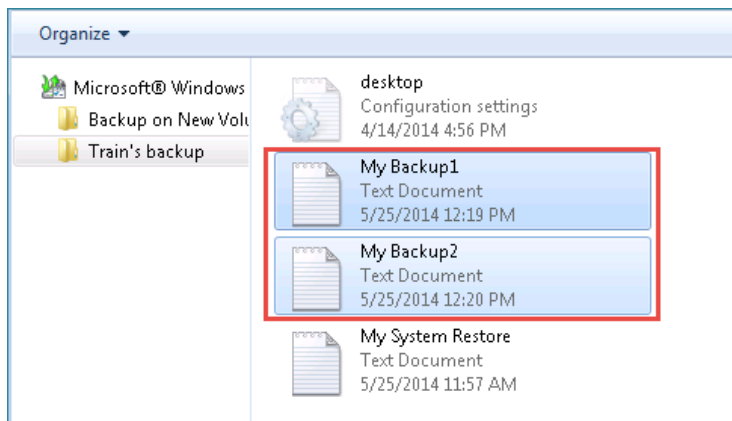 Organize
Microsoft® Windows
Backup on New Volu
Train's backup
desktop
Configuration settings
4/14/2014 4:56 PM
My Backup1
Text Document
5/25/2014 12:19 PM
My Backup2
Text Document
5/25/2014 12:20 PM
My System Restore
Text Document
5/25/2014 11:57 AM